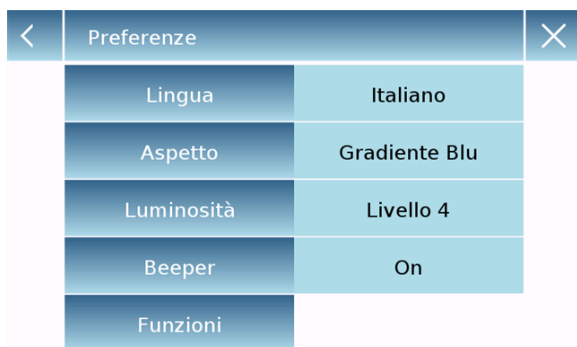 Preferenze
Lingua Italiano
Aspetto Gradiente Blu
Luminosità Livello 4
Beeper On
Funzioni